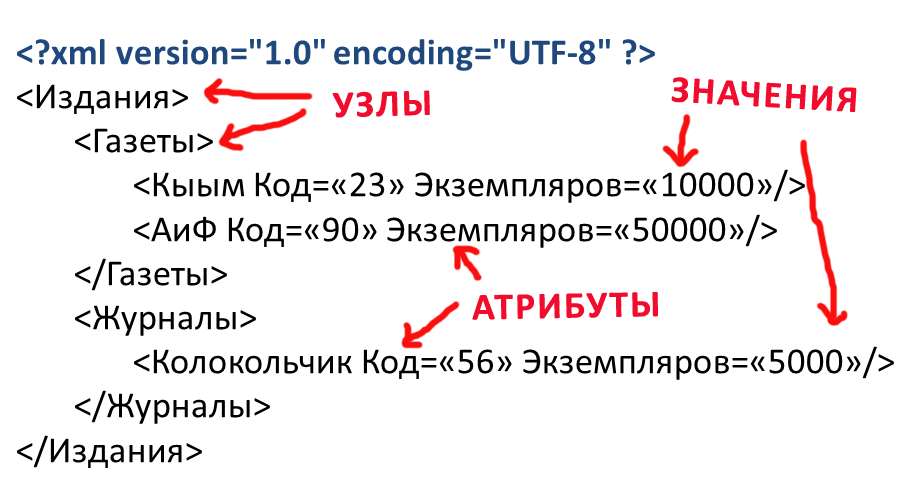 <?xml version="1.0" encoding="UTF-8" ?>
<Издания>
УЗЛЫ
ЗНАЧЕНИЯ
<Газеты>
<Кыым Код=«23» Экземпляров=«10000»/>
<АиФ Код=«90» Экземпляров=«50000»/>
</Газеты>
АТРИБУТЫ
<Журналы>
<Колокольчик Код=«56» Экземпляров=«5000»/>
</Журналы>
</Издания>